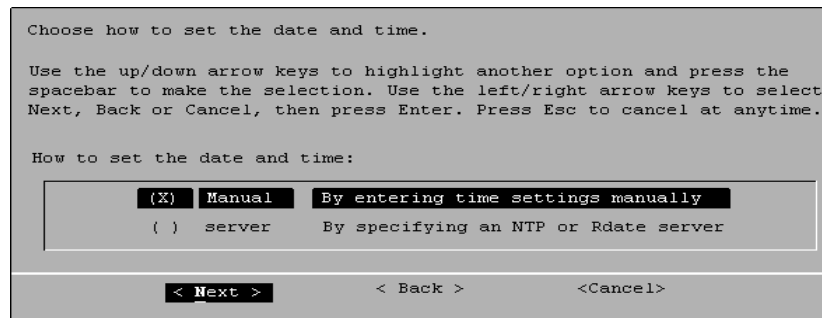 Choose how to set the date and time.
Use the up/down arrow keys to highlight another option and press the
spacebar to make the selection. Use the left/right arrow keys to select
Next, Back or Cancel, then press Enter. Press Esc to cancel at anytime.
How to set the date and time:
(X) Manual By entering time settings manually
( ) server By specifying an NTP or Rdate server
< Next > < Back > <Cancel>